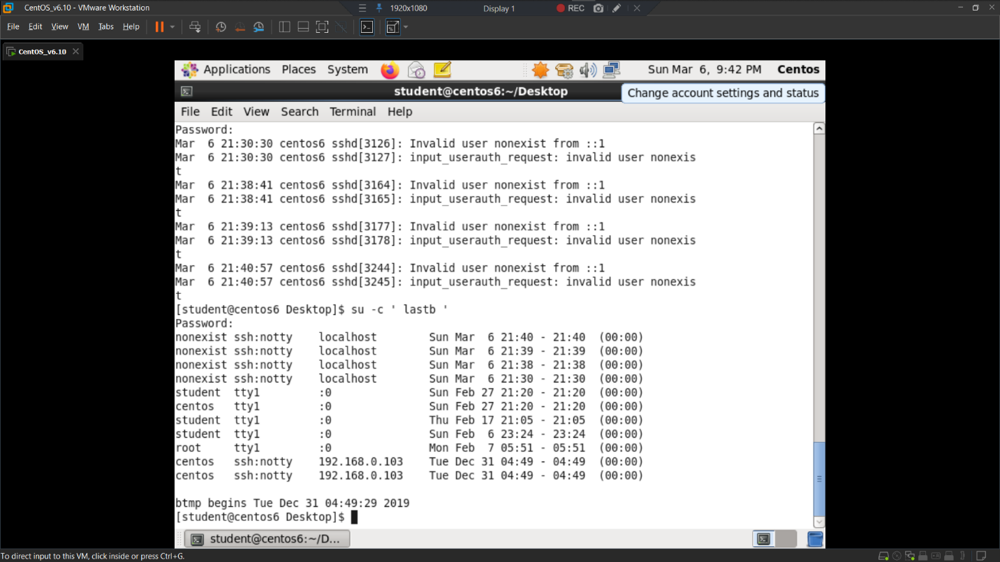 CentOS_v6.10 - VMware Workstation
1920x1080
Display 1
REC
File Edit View VM Tabs Help
CentOS_v6.10
Applications Places System
Sun Mar 6, 9:42 PM Centos
student@centos6:~/Desktop
Change account settings and status
File Edit View Search Terminal Help
Password:
Mar  6 21:30:30 centos6 sshd[3126]: Invalid user nonexist from ::1
Mar  6 21:30:30 centos6 sshd[3127]: input_userauth_request: invalid user nonexis
t
Mar  6 21:38:41 centos6 sshd[3164]: Invalid user nonexist from ::1
Mar  6 21:38:41 centos6 sshd[3165]: input_userauth_request: invalid user nonexis
t
Mar  6 21:39:13 centos6 sshd[3177]: Invalid user nonexist from ::1
Mar  6 21:39:13 centos6 sshd[3178]: input_userauth_request: invalid user nonexis
t
Mar  6 21:40:57 centos6 sshd[3244]: Invalid user nonexist from ::1
Mar  6 21:40:57 centos6 sshd[3245]: input_userauth_request: invalid user nonexis
t
[student@centos6 Desktop]$ su -c ' lastb '
Password:
nonexist ssh:notty    localhost        Sun Mar  6 21:40 - 21:40  (00:00)
nonexist ssh:notty    localhost        Sun Mar  6 21:39 - 21:39  (00:00)
nonexist ssh:notty    localhost        Sun Mar  6 21:38 - 21:38  (00:00)
nonexist ssh:notty    localhost        Sun Mar  6 21:30 - 21:30  (00:00)
student  tty1         :0               Sun Feb 27 21:20 - 21:20  (00:00)
centos   tty1         :0               Sun Feb 27 21:20 - 21:20  (00:00)
student  tty1         :0               Thu Feb 17 21:05 - 21:05  (00:00)
student  tty1         :0               Sun Feb  6 23:24 - 23:24  (00:00)
root     tty1         :0               Mon Feb  7 05:51 - 05:51  (00:00)
centos   ssh:notty    192.168.0.103    Tue Dec 31 04:49 - 04:49  (00:00)
centos   ssh:notty    192.168.0.103    Tue Dec 31 04:49 - 04:49  (00:00)
btmp begins Tue Dec 31 04:49:29 2019
[student@centos6 Desktop]$
student@centos6:~/D...
To direct input to this VM, click inside or press Ctrl+G.